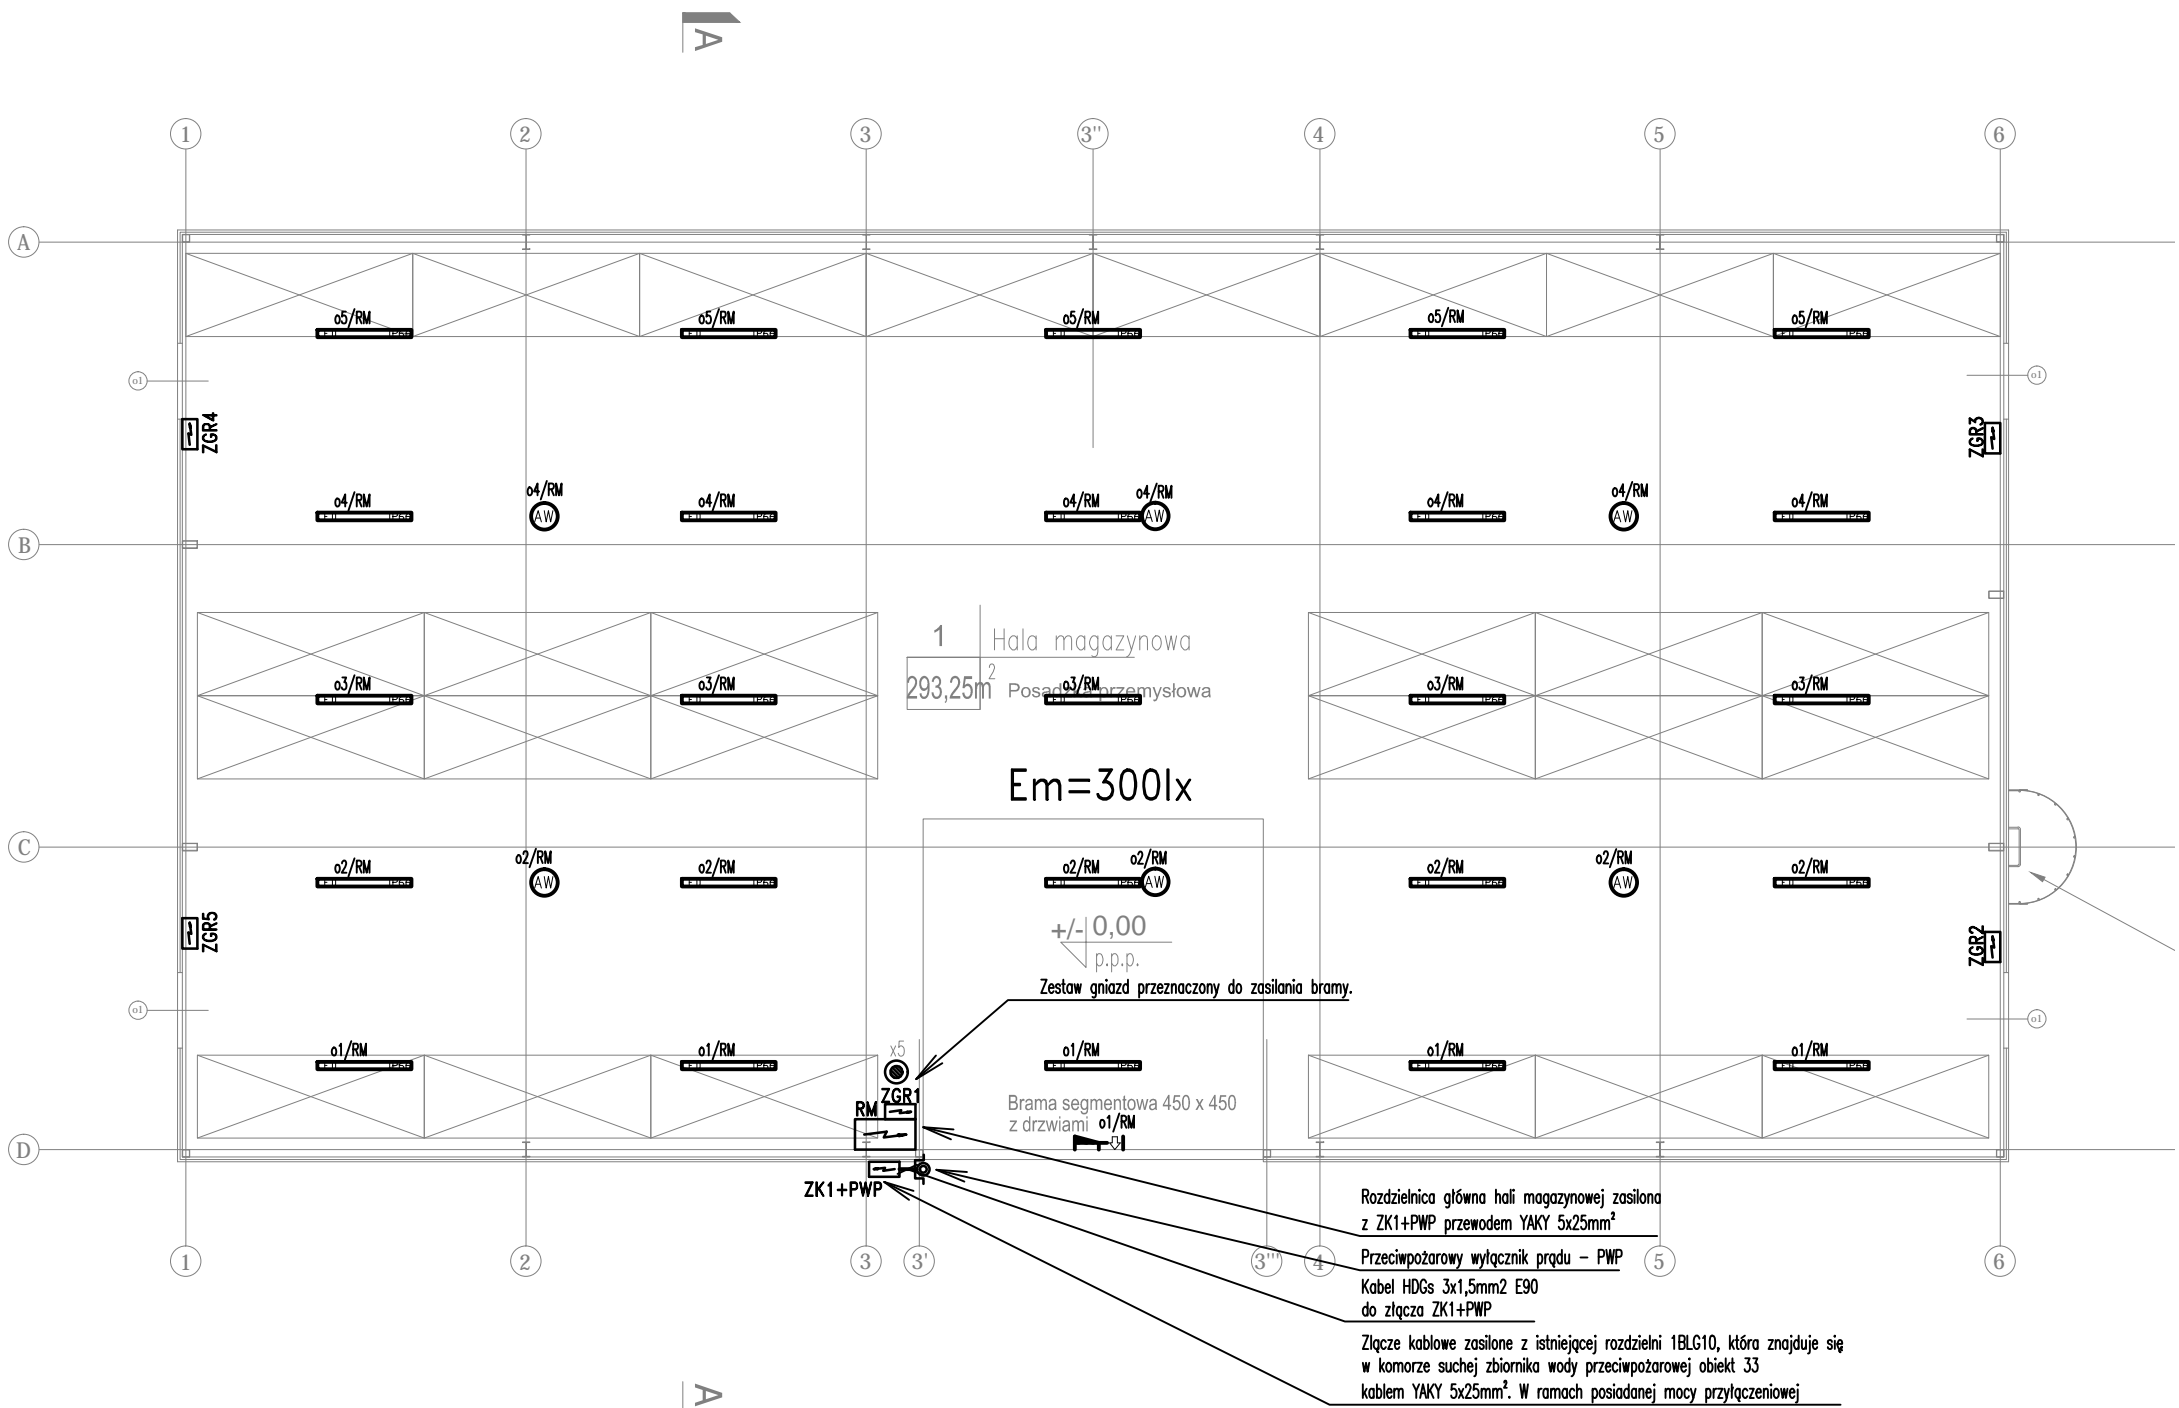 A
1 2 3 3'' 4 5 6
A
o5/RM o5/RM o5/RM o5/RM o5/RM
o1 o1
ZGR4 ZGR3
o4/RM o4/RM o4/RM o4/RM o4/RM o4/RM o4/RM o4/RM
AW AW AW
B
1 Hala magazynowa
293,25m² Posadzka przemysłowa
o3/RM o3/RM o3/RM o3/RM o3/RM
Em=300lx
C
o2/RM o2/RM o2/RM o2/RM o2/RM o2/RM o2/RM o2/RM
AW AW AW
ZGR5 ZGR2
+/- 0,00
p.p.p.
Zestaw gniazd przeznaczony do zasilania bramy.
o1 o1
o1/RM o1/RM o1/RM o1/RM o1/RM
x5
ZGR1
RM
Brama segmentowa 450 x 450
z drzwiami o1/RM
D
ZK1+PWP
Rozdzielnica główna hali magazynowej zasilona
z ZK1+PWP przewodem YAKY 5x25mm²
1 2 3 3' 3''' 4 5 6
Przeciwpożarowy wyłącznik prądu – PWP
Kabel HDGs 3x1,5mm2 E90
do złącza ZK1+PWP
Złącze kablowe zasilone z istniejącej rozdzielni 1BLG10, która znajduje się
w komorze suchej zbiornika wody przeciwpożarowej obiekt 33
kablem YAKY 5x25mm². W ramach posiadanej mocy przyłączeniowej
A